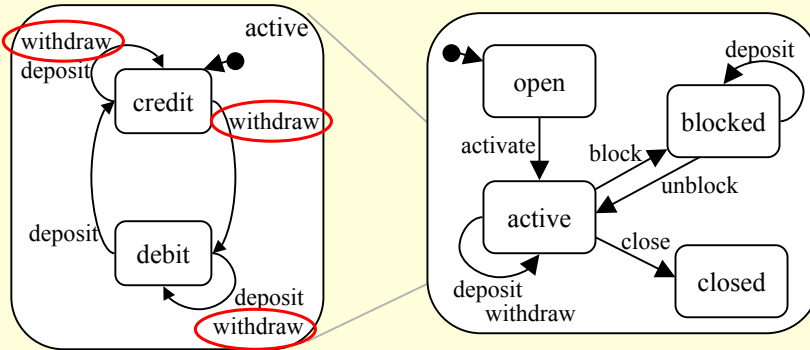 active
withdraw
deposit
credit
withdraw
deposit
debit
deposit
withdraw
open
deposit
blocked
activate
block
unblock
active
close
deposit
withdraw
closed